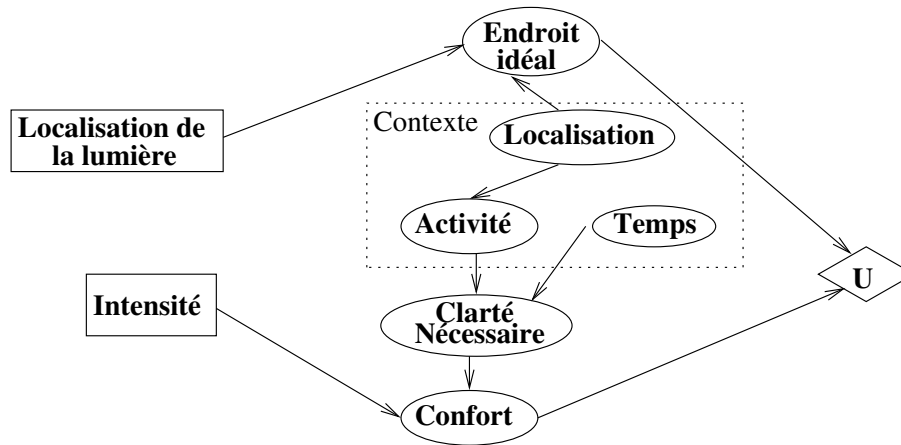 Endroit
idéal
Localisation de
la lumière
Contexte
Localisation
Activité
Temps
Intensité
U
Clarté
Nécessaire
Confort